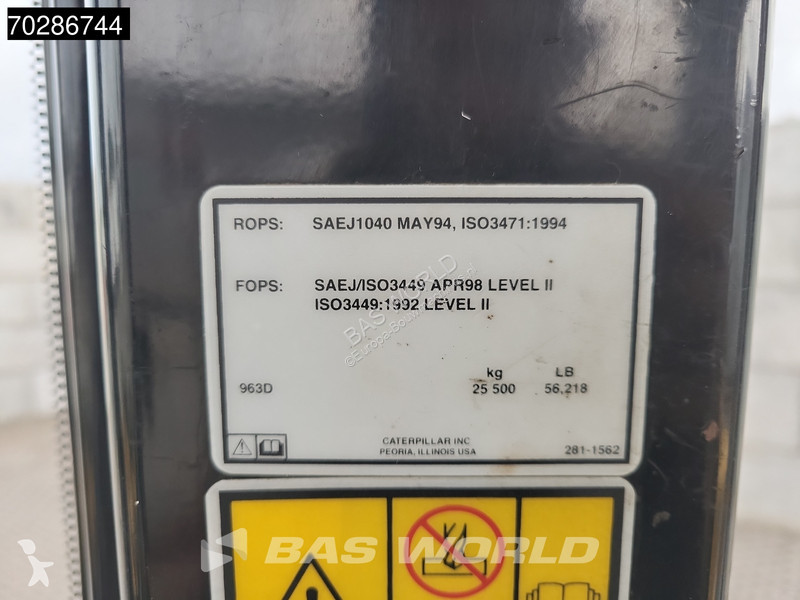 70286744
ROPS: SAEJ1040 MAY94, ISO3471:1994
FOPS: SAEJ/ISO3449 APR98 LEVEL II
ISO3449:1992 LEVEL II
BAS WORLD
kg LB
963D 25 500 56,218
CATERPILLAR INC
PEORIA, ILLINOIS USA
281-1562
BAS WORLD